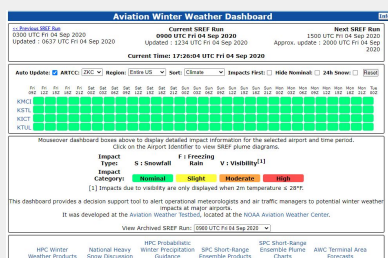 Aviation Winter Weather Dashboard
<< Previous SREF Run
0300 UTC Fri 04 Sep 2020
Updated : 0637 UTC Fri 04 Sep 2020
Current SREF Run
0900 UTC Fri 04 Sep 2020
Updated : 1234 UTC Fri 04 Sep 2020
Next SREF Run
1500 UTC Fri 04 Sep 2020
Approx. update : 2000 UTC Fri 04 Sep 2020
Current Time: 17:26:04 UTC Fri 04 Sep 2020
Auto Update: ARTCC: ZKC Region: Entire US Sort: Climate Impacts First: Hide Nominal: 24h Snow: Reset
KMCI
KSTL
KICT
KTUL
Mouseover dashboard boxes above to display detailed impact information for the selected airport and time period.
Click on the Airport Identifier to view SREF plume diagrams.
Impact Type: S : Snowfall F : Freezing Rain V : Visibility[1]
Impact Category: Nominal Slight Moderate High
[1] Impacts due to visibility are only displayed when 2m temperature ≤ 28°F.
This dashboard provides a decision support tool to alert operational meteorologists and air traffic managers to potential winter weather
impacts at major airports.
It was developed at the Aviation Weather Testbed, located at the NOAA Aviation Weather Center.
View Archived SREF Run: 0900 UTC Fri 04 Sep 2020
HPC Winter Weather Products
National Heavy Snow Discussion
HPC Probabilistic Winter Precipitation Guidance
SPC Short-Range Ensemble Products
SPC Short-Range Ensemble Plume Charts
AWC Terminal Area Forecasts